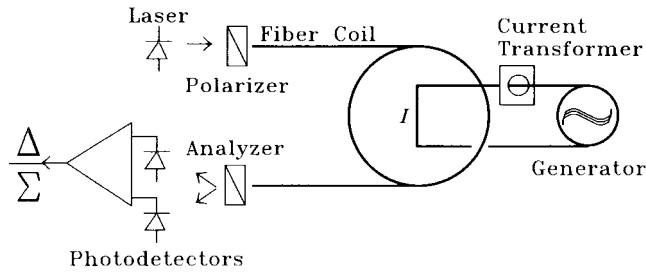 Laser
Fiber Coil
Current
Transformer
Polarizer
I
Generator
Analyzer
Δ
Σ
Photodetectors